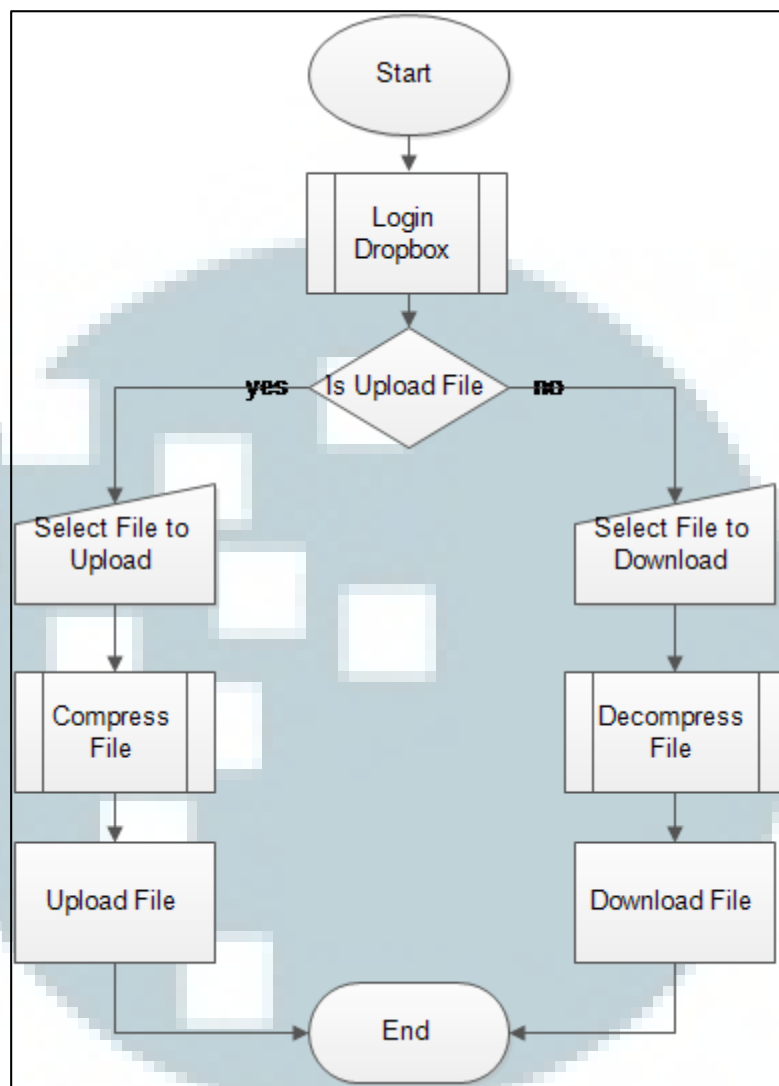 Start
Login
Dropbox
Is Upload File
yes
no
Select File to
Upload
Select File to
Download
Compress
File
Decompress
File
Upload File
Download File
End